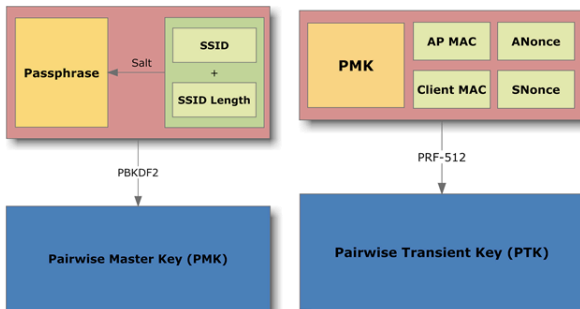 SSID
Passphrase
Salt
+
SSID Length
PBKDF2
Pairwise Master Key (PMK)
PMK
AP MAC
ANonce
Client MAC
SNonce
PRF-512
Pairwise Transient Key (PTK)